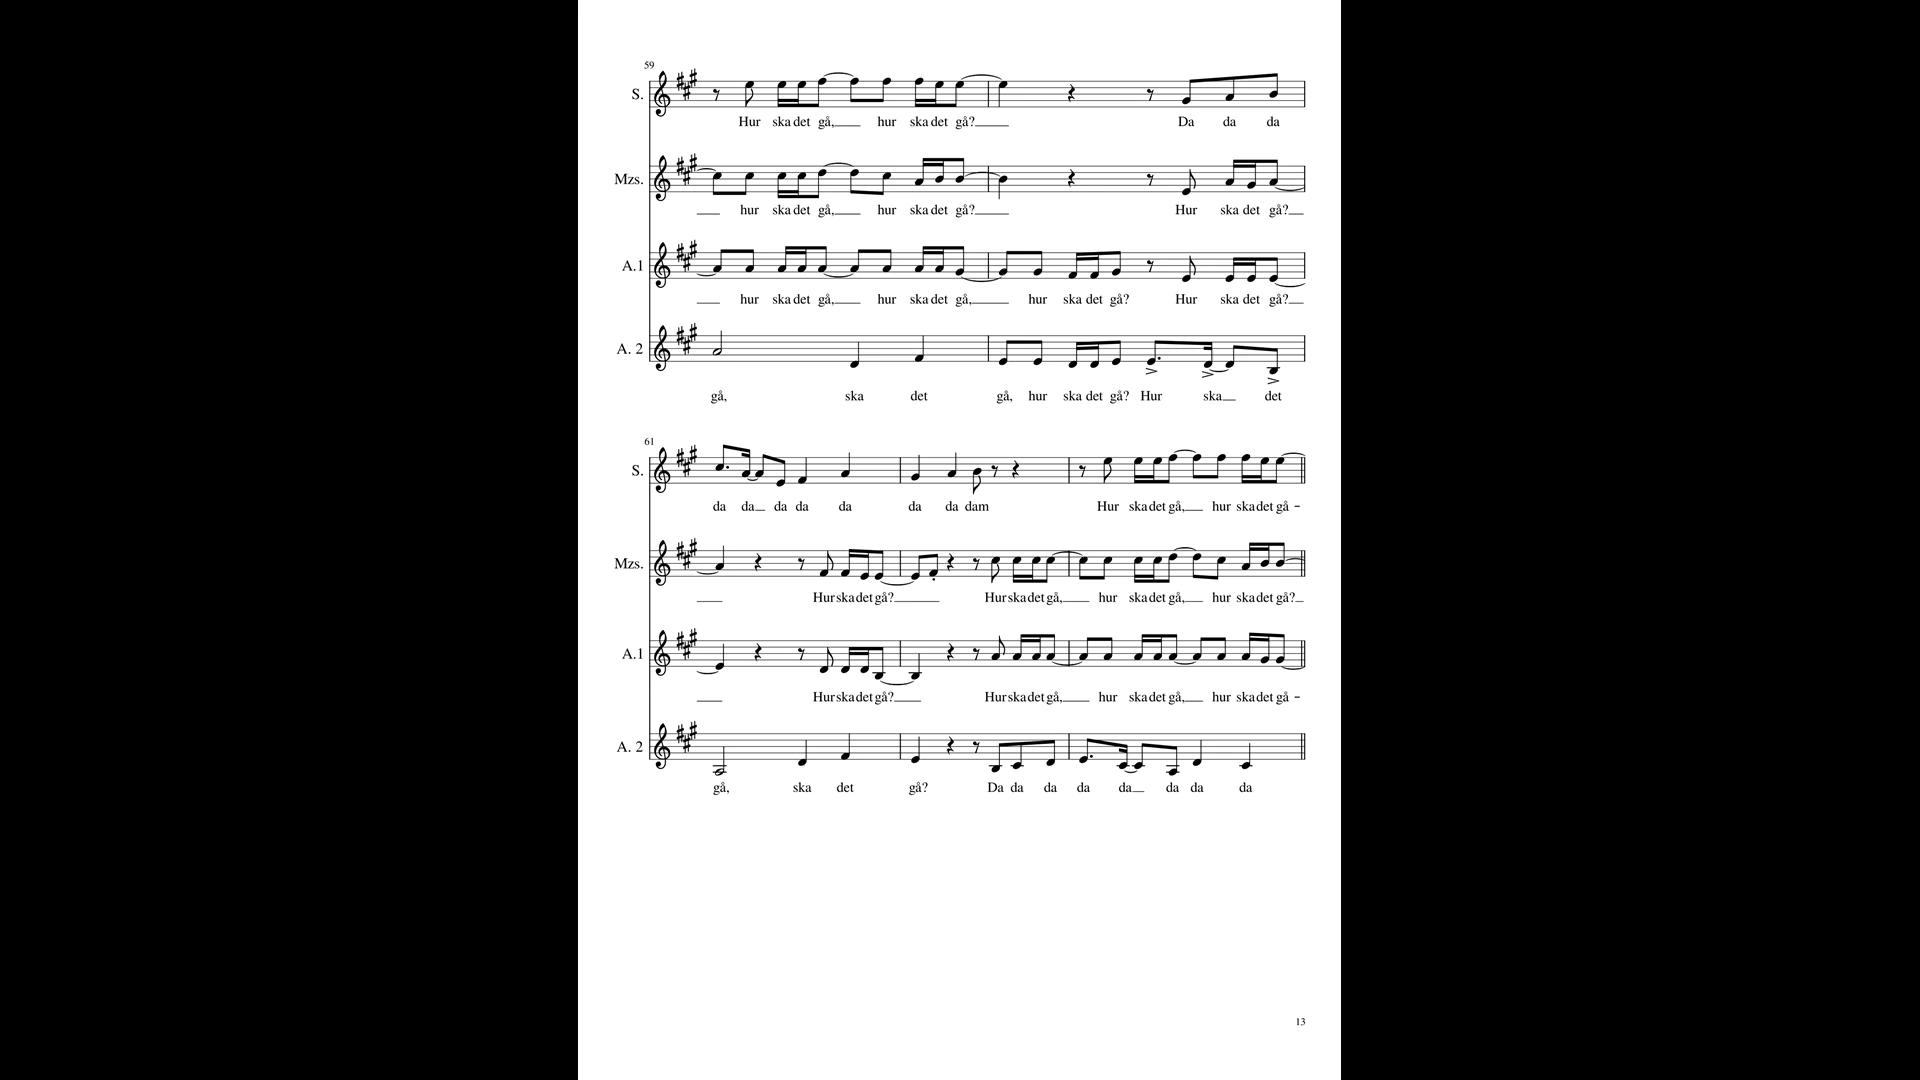 59
S.
Hur ska det gå, hur ska det gå? Da da da
Mzs.
hur ska det gå, hur ska det gå? Hur ska det gå?
A.1
hur ska det gå, hur ska det gå, hur ska det gå? Hur ska det gå?
A. 2
gå, ska det gå, hur ska det gå? Hur ska det
61
S.
da da da da da da da dam Hur ska det gå, hur ska det gå -
Mzs.
Hur ska det gå? Hur ska det gå, hur ska det gå, hur ska det gå?
A.1
Hur ska det gå? Hur ska det gå, hur ska det gå, hur ska det gå -
A. 2
gå, ska det gå? Da da da da da da da da
13